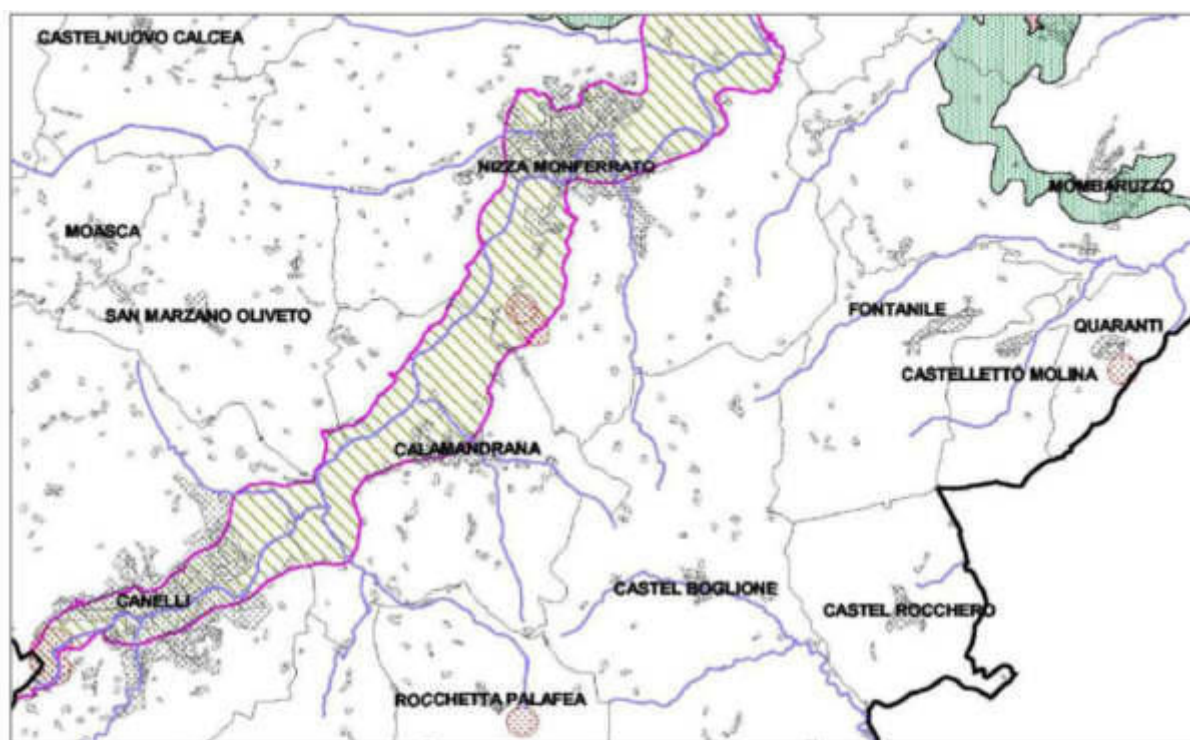 CASTELNUOVO CALCEA
NIZZA MONFERRATO
MOMBARUZZO
MOASCA
SAN MARZANO OLIVETO
FONTANILE
QUARANTI
CASTELLETTO MOLINA
CALAMANDRANA
CANELLI
CASTEL BOGLIONE
CASTEL ROCCHERO
ROCCHETTA PALAFEA